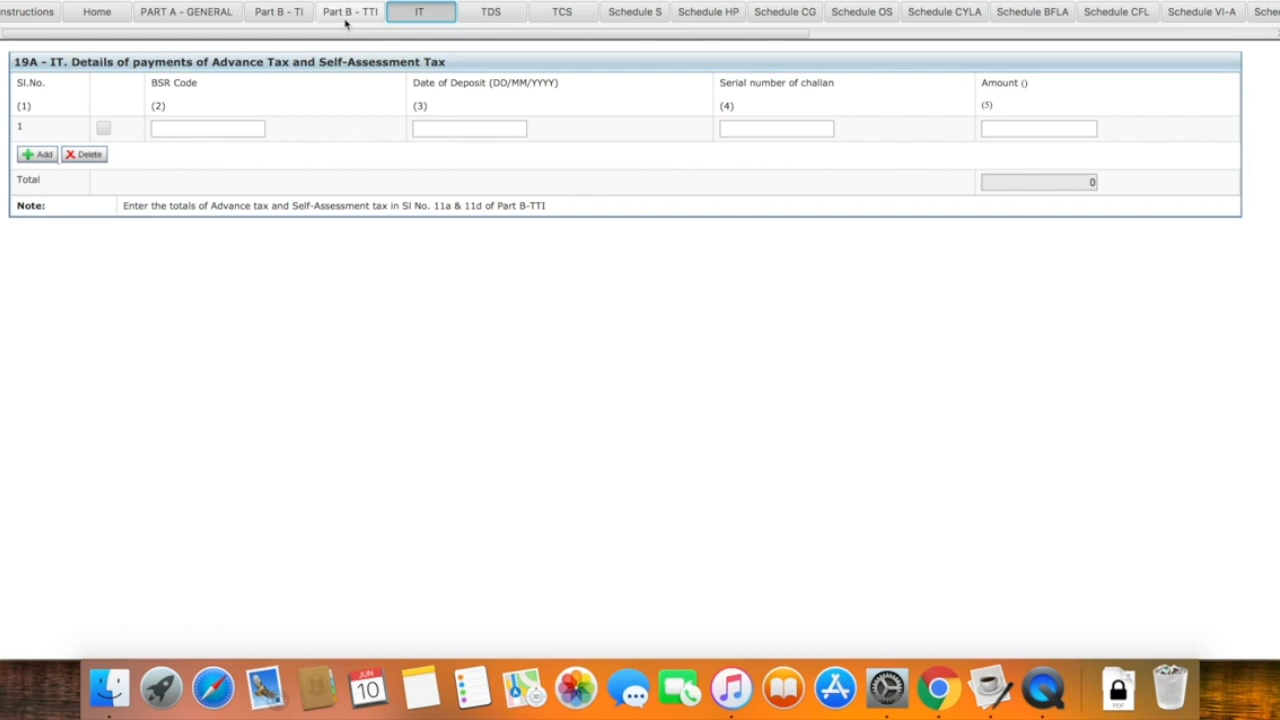 nstructions Home PART A - GENERAL Part B - TI Part B - TTI IT TDS TCS Schedule S Schedule HP Schedule CG Schedule OS Schedule CYLA Schedule BFLA Schedule CFL Schedule VI-A Sche
19A - IT. Details of payments of Advance Tax and Self-Assessment Tax
Sl.No. BSR Code Date of Deposit (DD/MM/YYYY) Serial number of challan Amount ()
(1) (2) (3) (4) (5)
1
Add Delete
Total 0
Note: Enter the totals of Advance tax and Self-Assessment tax in Sl No. 11a & 11d of Part B-TTI
JUN
10
PDF